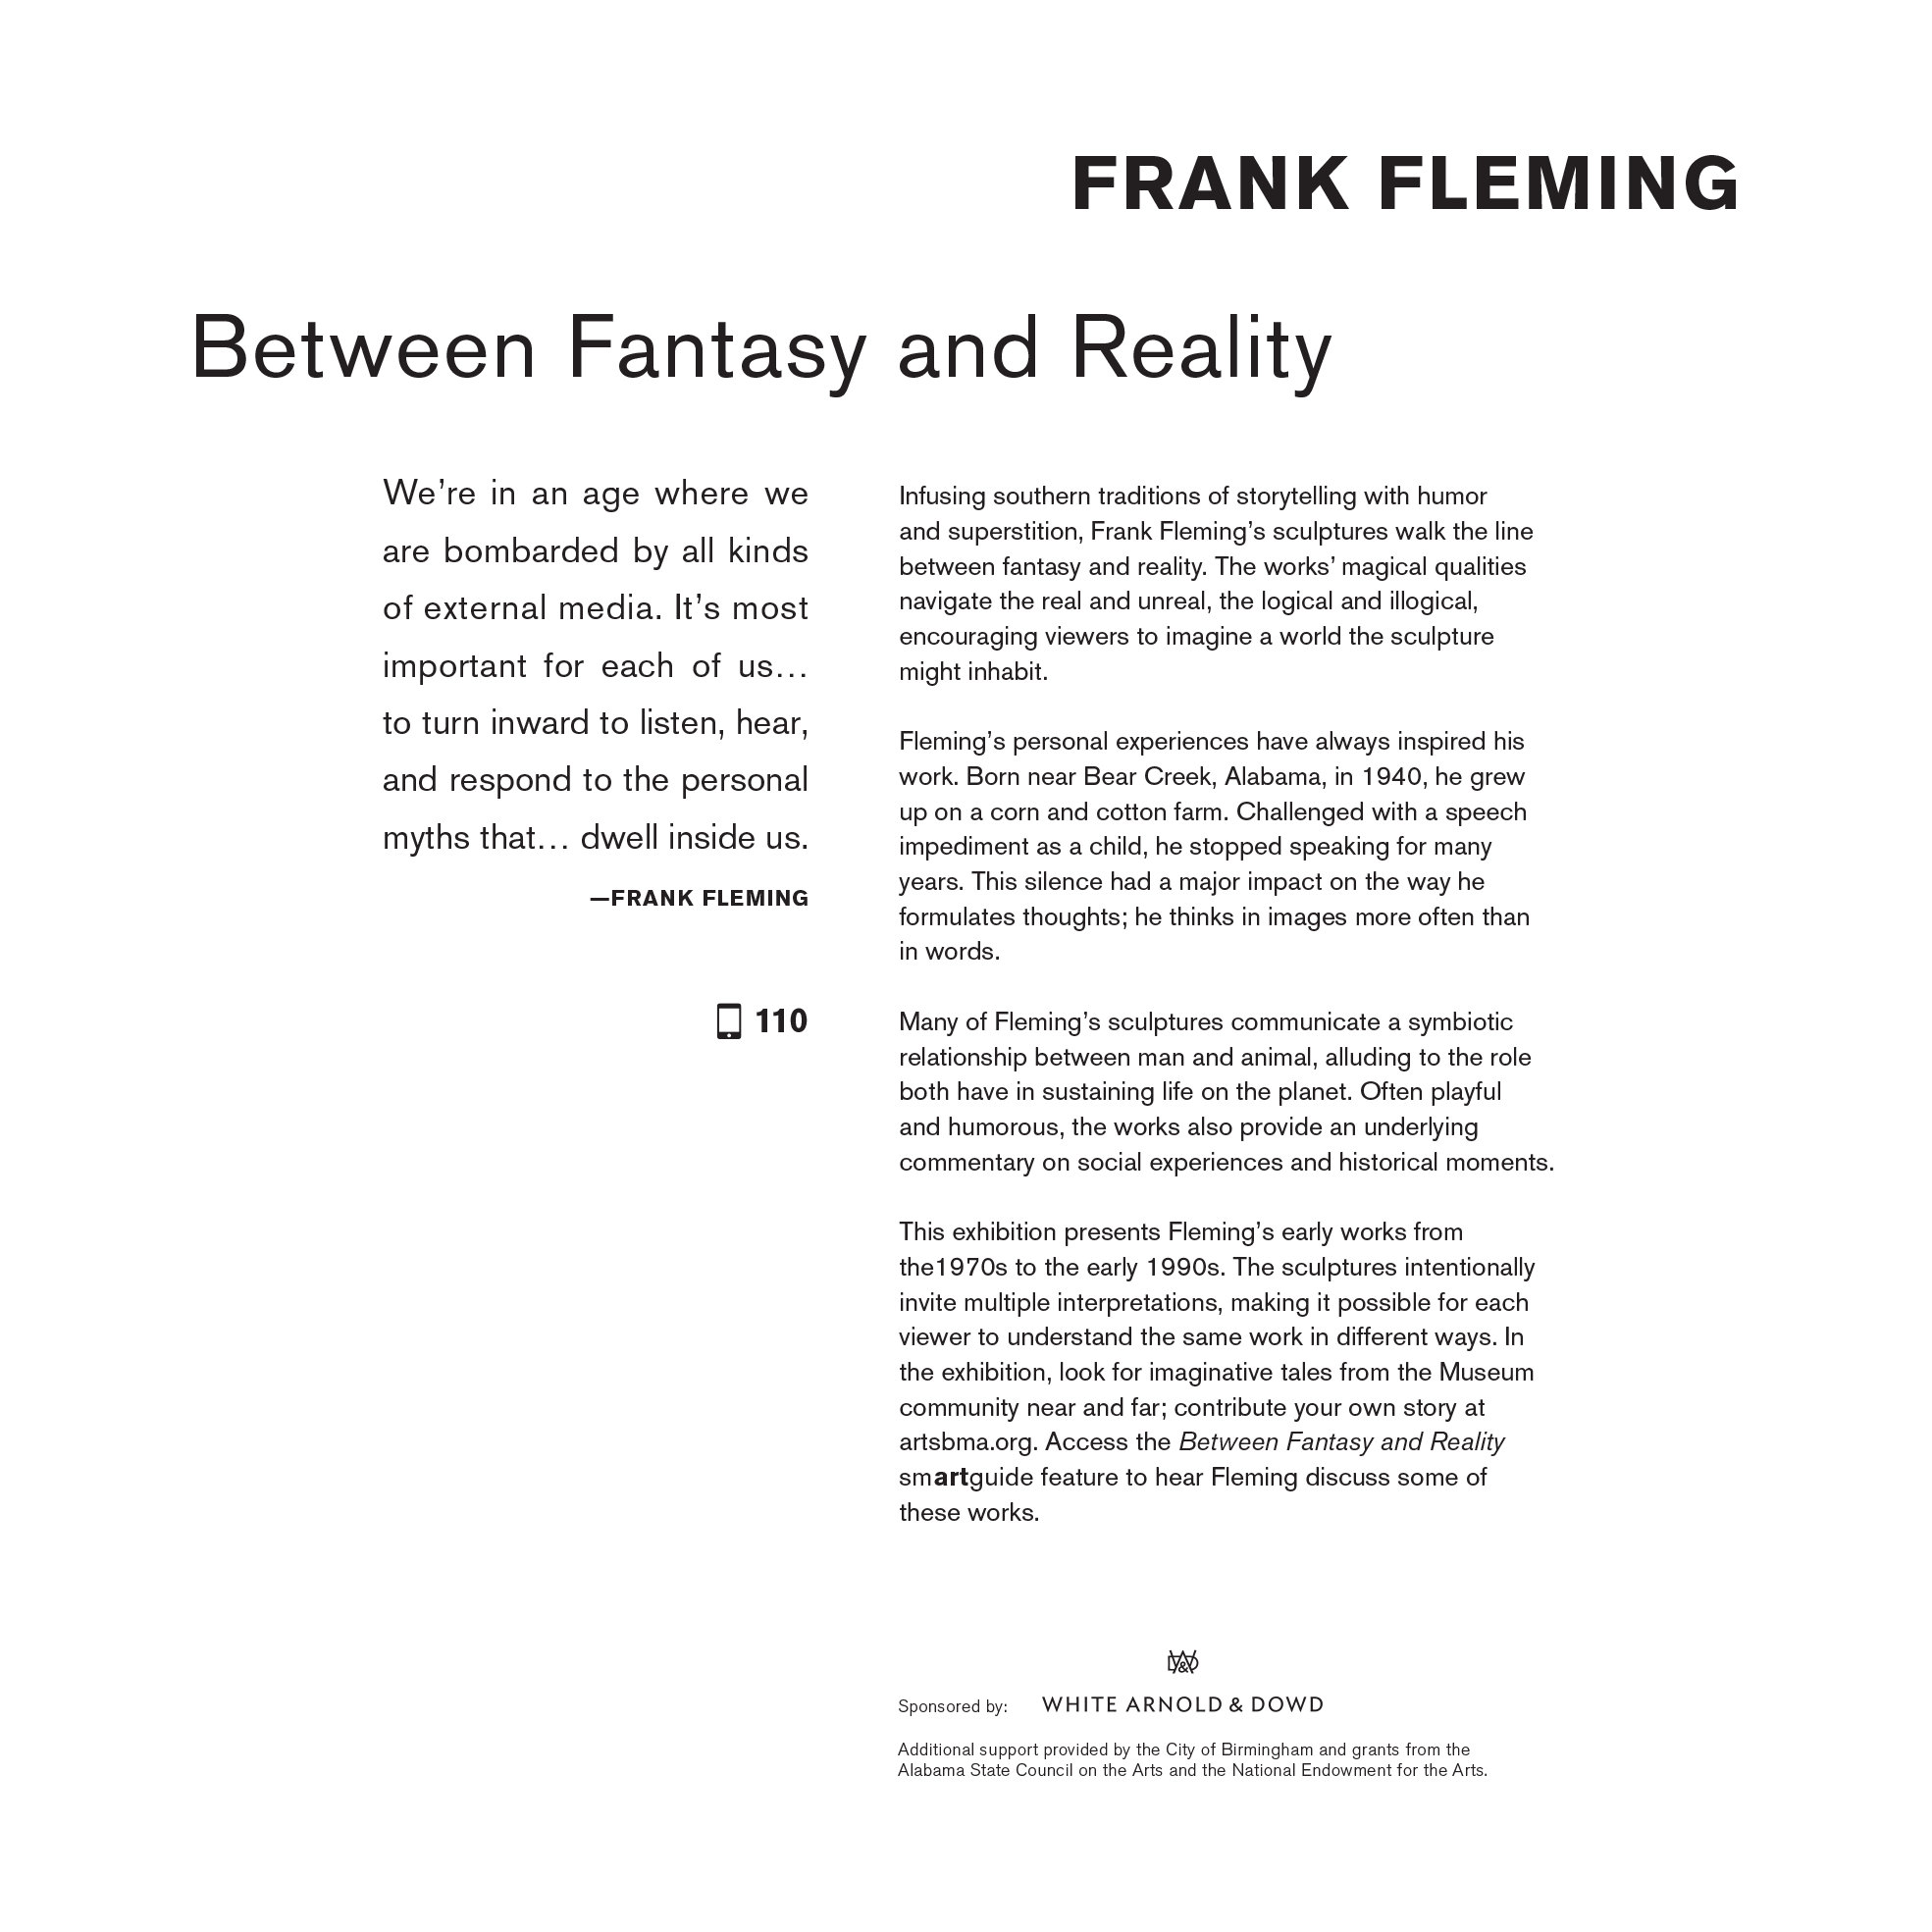 FRANK FLEMING
Between Fantasy and Reality
We’re in an age where we
are bombarded by all kinds
of external media. It’s most
important for each of us…
to turn inward to listen, hear,
and respond to the personal
myths that… dwell inside us.
—FRANK FLEMING
110
Infusing southern traditions of storytelling with humor
and superstition, Frank Fleming’s sculptures walk the line
between fantasy and reality. The works’ magical qualities
navigate the real and unreal, the logical and illogical,
encouraging viewers to imagine a world the sculpture
might inhabit.
Fleming’s personal experiences have always inspired his
work. Born near Bear Creek, Alabama, in 1940, he grew
up on a corn and cotton farm. Challenged with a speech
impediment as a child, he stopped speaking for many
years. This silence had a major impact on the way he
formulates thoughts; he thinks in images more often than
in words.
Many of Fleming’s sculptures communicate a symbiotic
relationship between man and animal, alluding to the role
both have in sustaining life on the planet. Often playful
and humorous, the works also provide an underlying
commentary on social experiences and historical moments.
This exhibition presents Fleming’s early works from
the1970s to the early 1990s. The sculptures intentionally
invite multiple interpretations, making it possible for each
viewer to understand the same work in different ways. In
the exhibition, look for imaginative tales from the Museum
community near and far; contribute your own story at
artsbma.org. Access the Between Fantasy and Reality
smartguide feature to hear Fleming discuss some of
these works.
WA&D
Sponsored by: WHITE ARNOLD & DOWD
Additional support provided by the City of Birmingham and grants from the
Alabama State Council on the Arts and the National Endowment for the Arts.